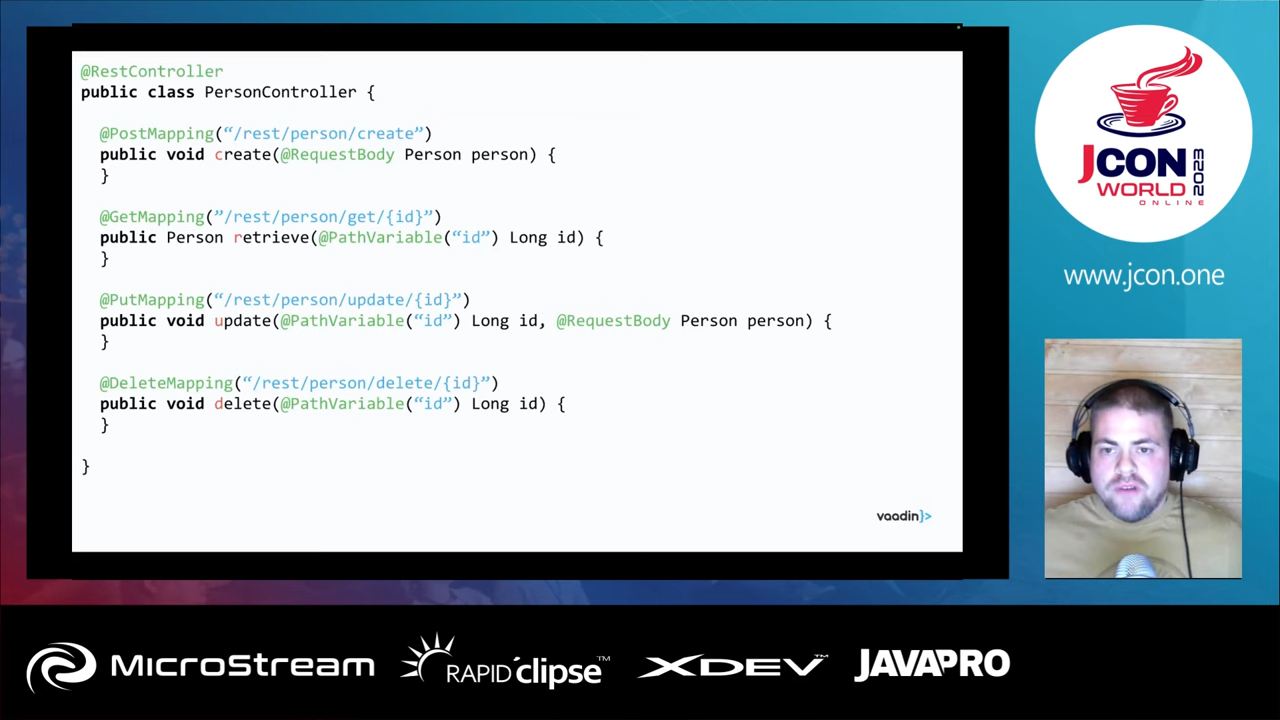 @RestController
public class PersonController {
@PostMapping(“/rest/person/create”)
public void create(@RequestBody Person person) {
}
@GetMapping(”/rest/person/get/{id}”)
public Person retrieve(@PathVariable(“id”) Long id) {
}
@PutMapping(“/rest/person/update/{id}”)
public void update(@PathVariable(“id”) Long id, @RequestBody Person person) {
}
@DeleteMapping(“/rest/person/delete/{id}”)
public void delete(@PathVariable(“id”) Long id) {
}
}
vaadin}>
JCON
WORLD
ONLINE
2023
www.jcon.one
MicroStream
RAPIDclipse™
XDEV™
JAVAPRO